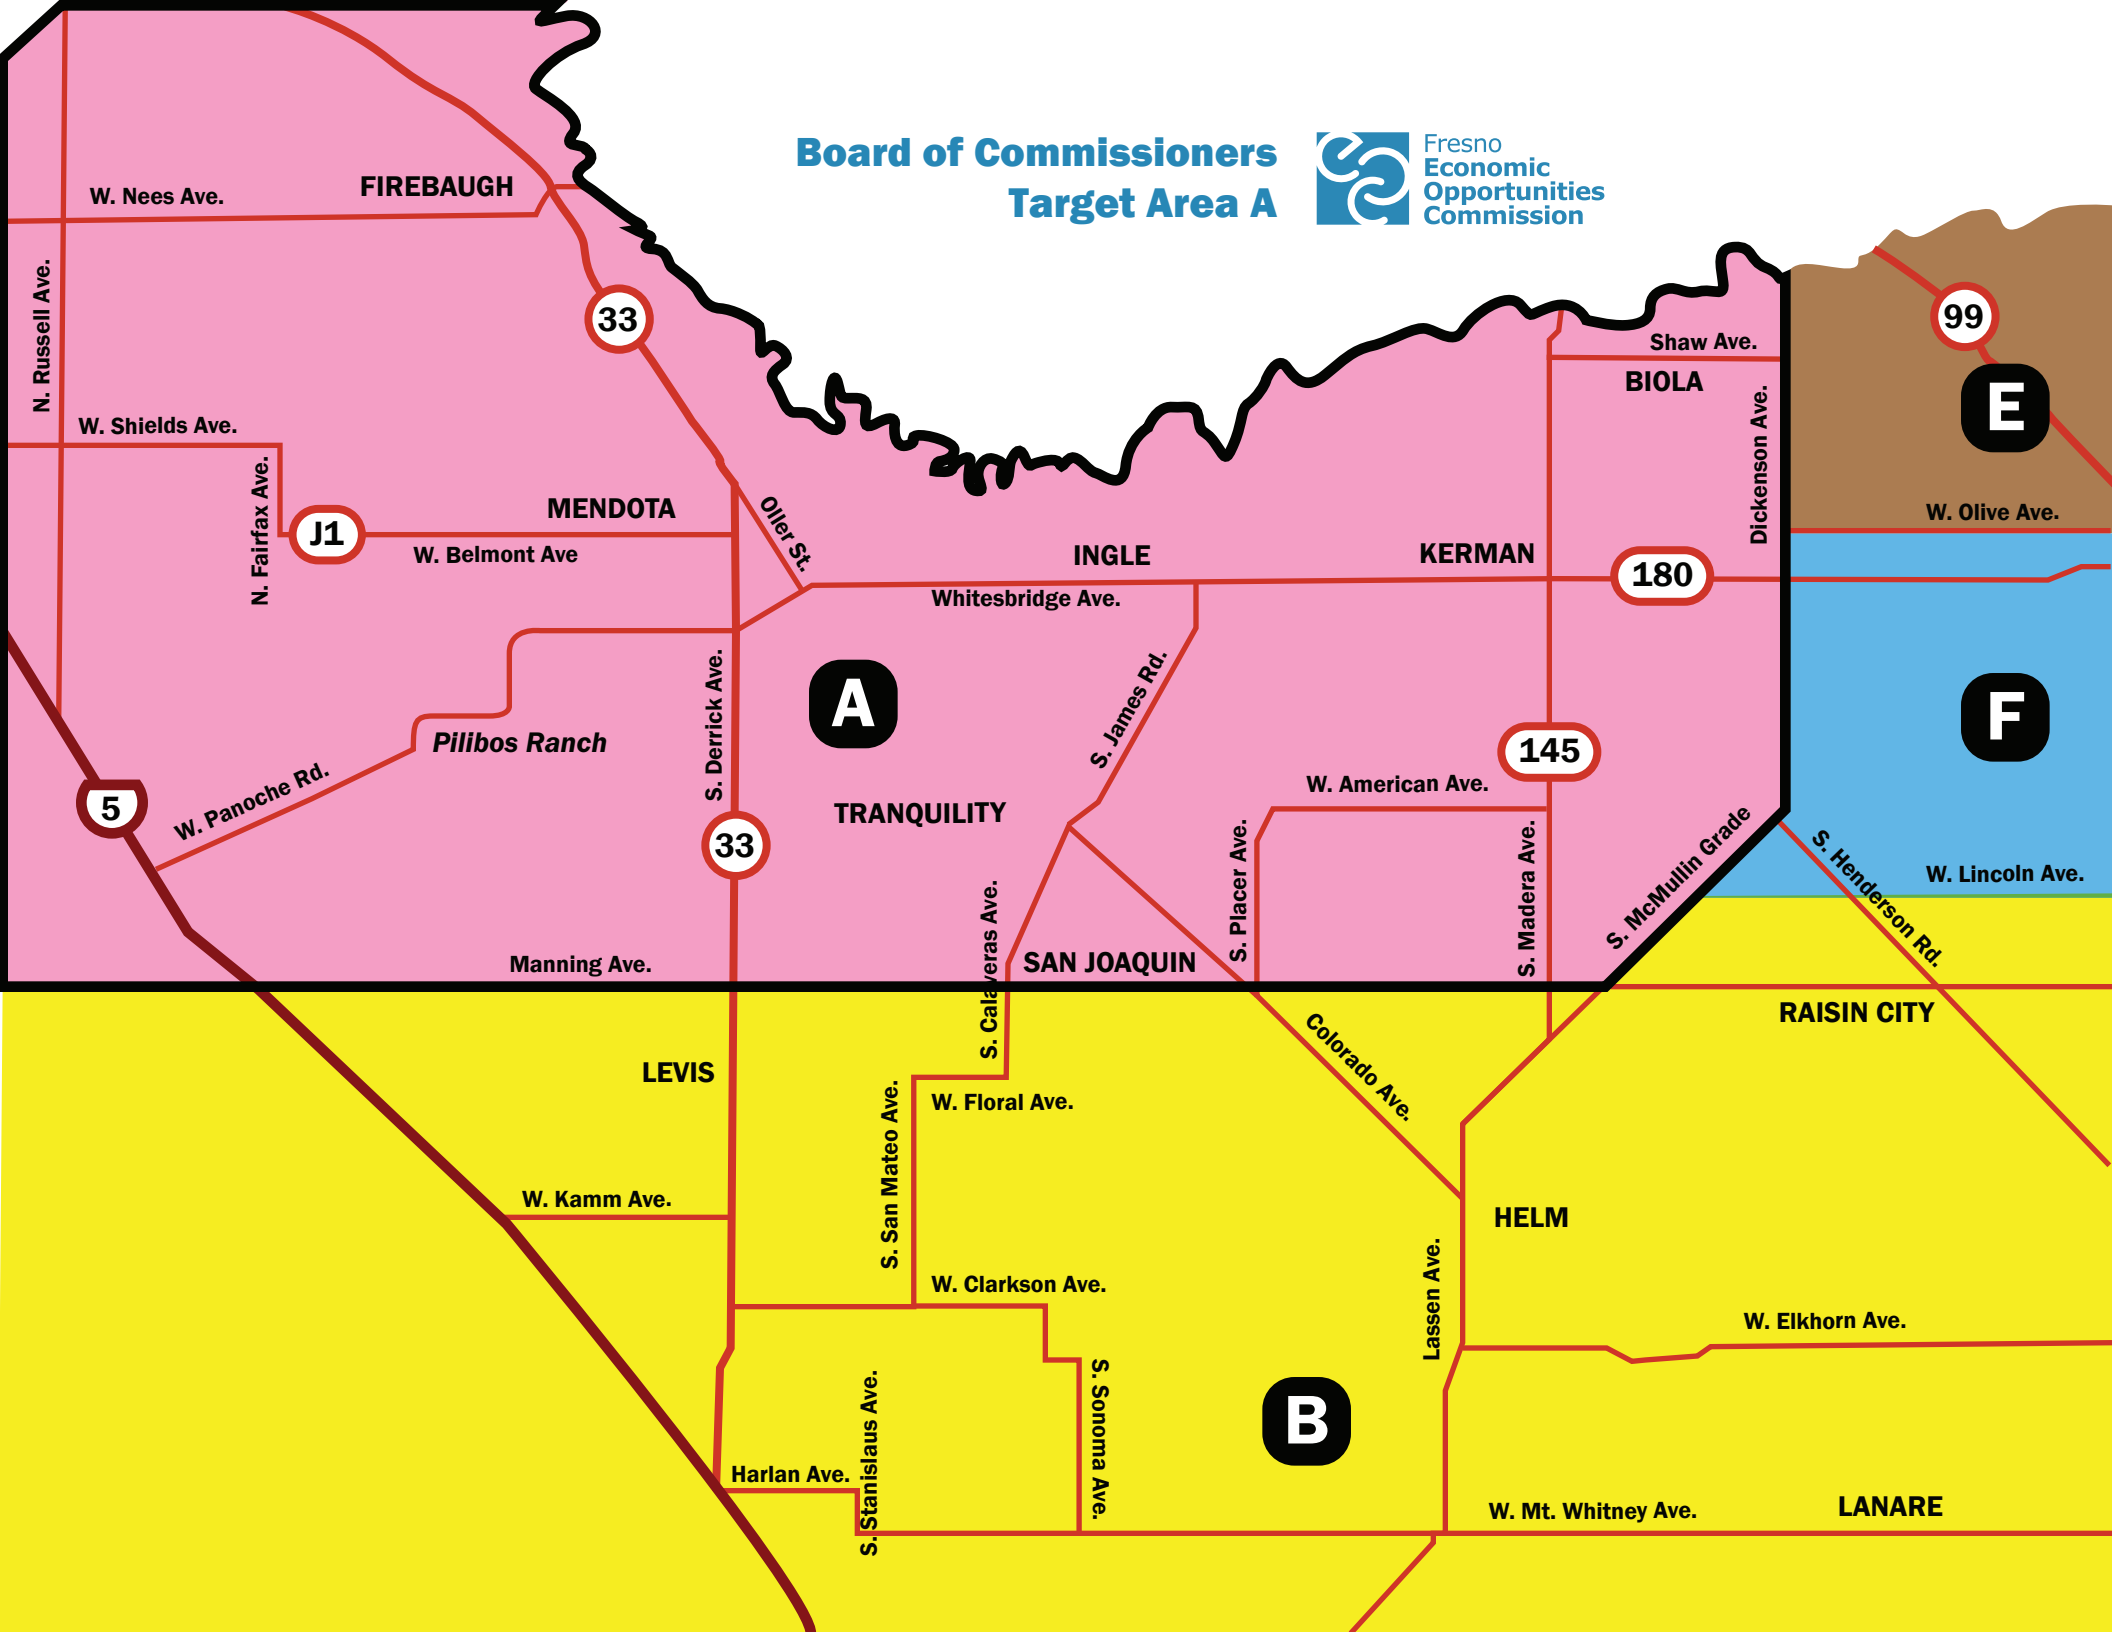 Board of Commissioners
Target Area A
Fresno
Economic
Opportunities
Commission
W. Nees Ave.
FIREBAUGH
N. Russell Ave.
33
99
Shaw Ave.
BIOLA
E
Dickenson Ave.
W. Shields Ave.
N. Fairfax Ave.
J1
MENDOTA
W. Belmont Ave
Oller St.
INGLE
KERMAN
180
W. Olive Ave.
Whitesbridge Ave.
A
S. Derrick Ave.
S. James Rd.
F
Pilibos Ranch
145
W. Panoche Rd.
5
TRANQUILITY
W. American Ave.
33
S. Placer Ave.
S. Madera Ave.
S. McMullin Grade
S. Henderson Rd.
W. Lincoln Ave.
Manning Ave.
S. Calaveras Ave.
SAN JOAQUIN
RAISIN CITY
LEVIS
Colorado Ave.
W. Floral Ave.
S. San Mateo Ave.
W. Kamm Ave.
HELM
W. Clarkson Ave.
Lassen Ave.
W. Elkhorn Ave.
S. Sonoma Ave.
B
Harlan Ave.
S. Stanislaus Ave.
W. Mt. Whitney Ave.
LANARE